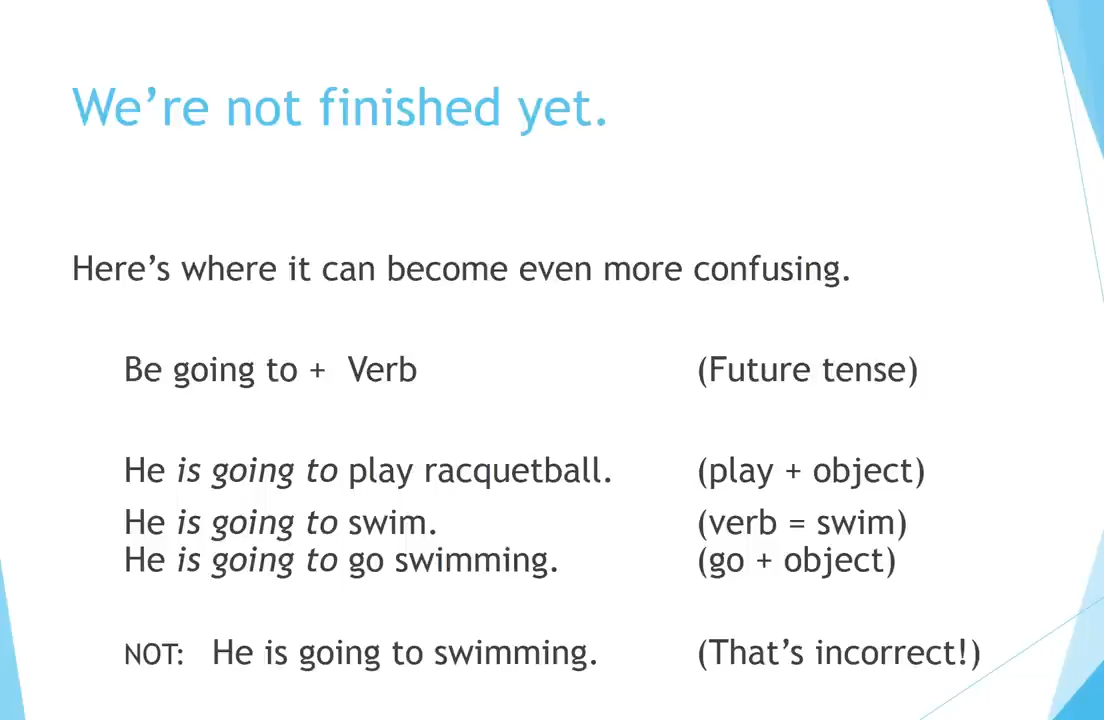 We’re not finished yet.
Here’s where it can become even more confusing.
Be going to + Verb (Future tense)
He is going to play racquetball. (play + object)
He is going to swim. (verb = swim)
He is going to go swimming. (go + object)
NOT: He is going to swimming. (That’s incorrect!)